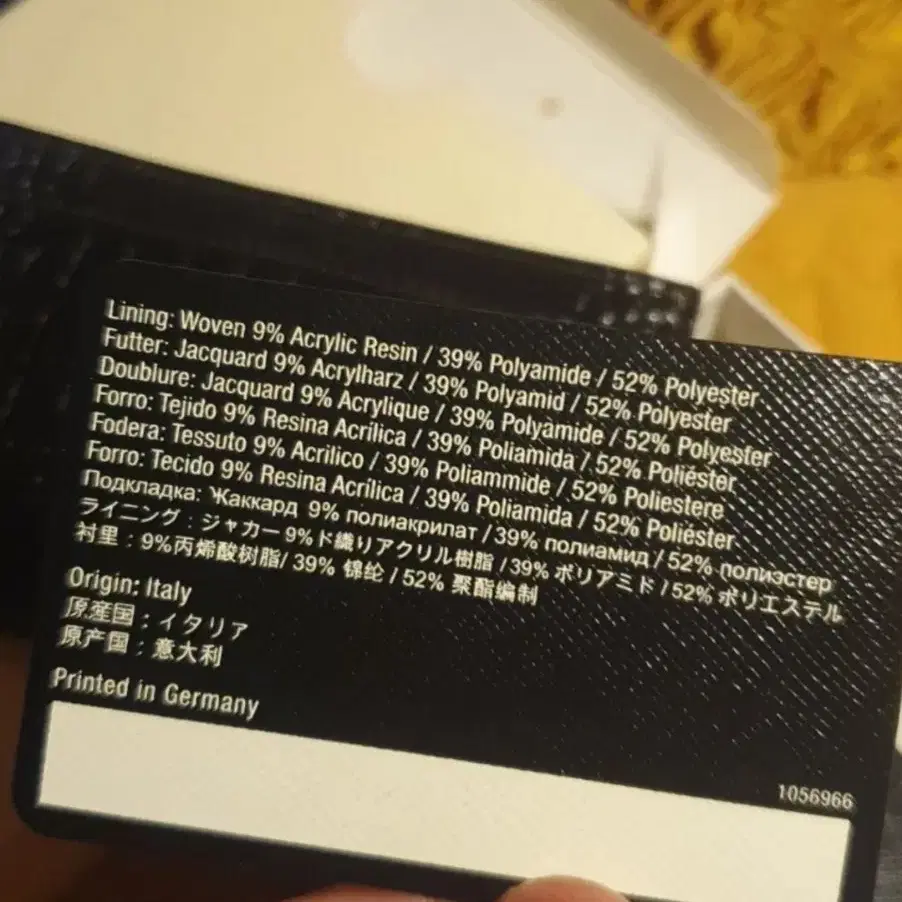 Lining: Woven 9% Acrylic Resin / 39% Polyamide / 52% Polyester
Futter: Jacquard 9% Acrylharz / 39% Polyamid / 52% Polyester
Doublure: Jacquard 9% Acrylique / 39% Polyamide / 52% Polyester
Forro: Tejido 9% Resina Acrílica / 39% Poliamida / 52% Poliéster
Fodera: Tessuto 9% Acrilico / 39% Poliammide / 52% Poliestere
Forro: Tecido 9% Resina Acrílica / 39% Poliamida / 52% Poliéster
Подкладка: Жаккард 9% полиакрилат / 39% полиамид / 52% полиэстер
ライニング：ジャカー9%ド織りアクリル樹脂 /39% ポリアミド / 52% ポリエステル
衬里：9%丙烯酸树脂/ 39% 锦纶 / 52% 聚酯编制
Origin: Italy
原産国：イタリア
原产国：意大利
Printed in Germany
1056966